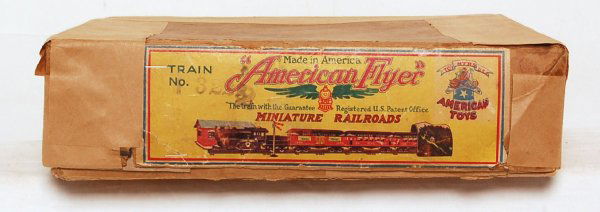 Made in America
TRAIN
No.
"American Flyer"
"The train with the Guarantee
Registered U.S. Patent Office
MINIATURE RAILROADS
AMERICAN
TOYS